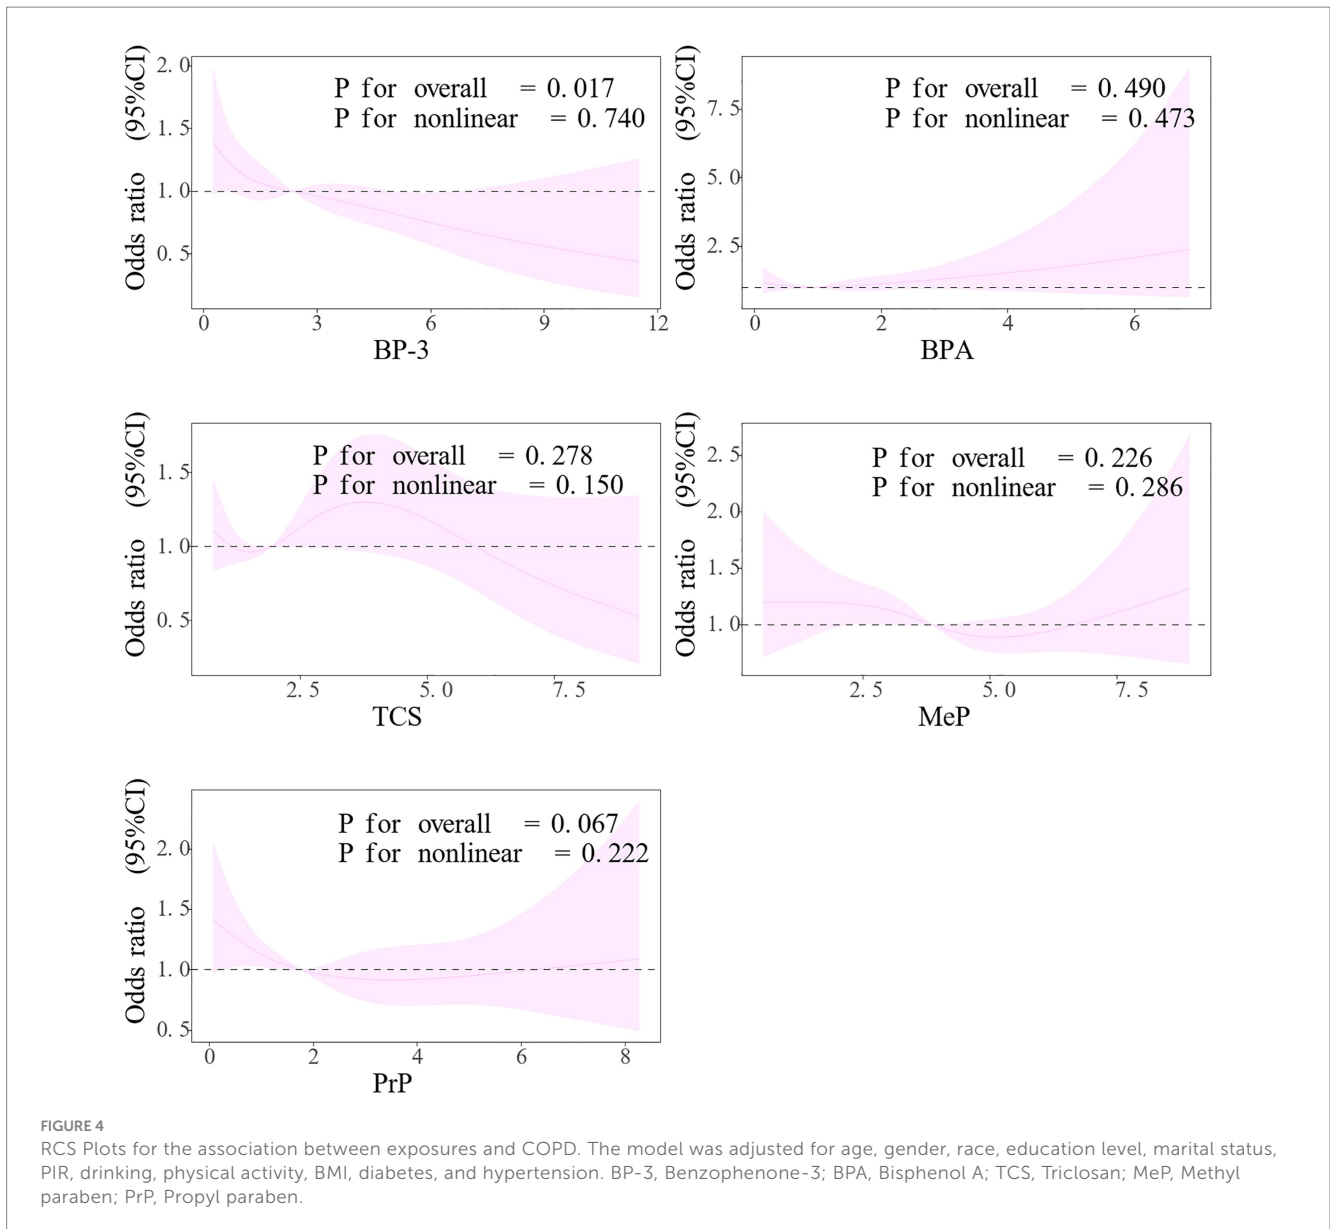 Odds ratio (95%CI)
2.0
1.5
1.0
0.5
P for overall = 0.017
P for nonlinear = 0.740
0 3 6 9 12
BP-3
Odds ratio (95%CI)
7.5
5.0
2.5
P for overall = 0.490
P for nonlinear = 0.473
0 2 4 6
BPA
Odds ratio (95%CI)
1.5
1.0
0.5
P for overall = 0.278
P for nonlinear = 0.150
2.5 5.0 7.5
TCS
Odds ratio (95%CI)
2.5
2.0
1.5
1.0
P for overall = 0.226
P for nonlinear = 0.286
2.5 5.0 7.5
MeP
Odds ratio (95%CI)
2.0
1.5
1.0
0.5
P for overall = 0.067
P for nonlinear = 0.222
0 2 4 6 8
PrP
FIGURE 4
RCS Plots for the association between exposures and COPD. The model was adjusted for age, gender, race, education level, marital status,
PIR, drinking, physical activity, BMI, diabetes, and hypertension. BP-3, Benzophenone-3; BPA, Bisphenol A; TCS, Triclosan; MeP, Methyl
paraben; PrP, Propyl paraben.